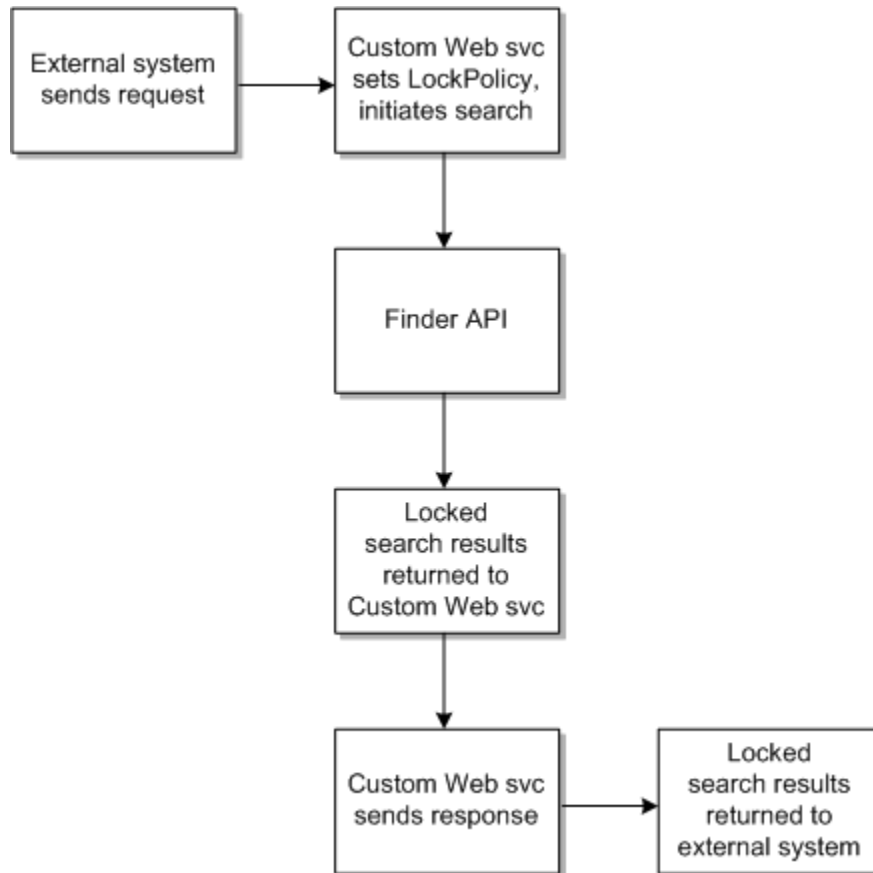 External system
sends request
Custom Web svc
sets LockPolicy,
initiates search
Finder API
Locked
search results
returned to
Custom Web svc
Custom Web svc
sends response
Locked
search results
returned to
external system